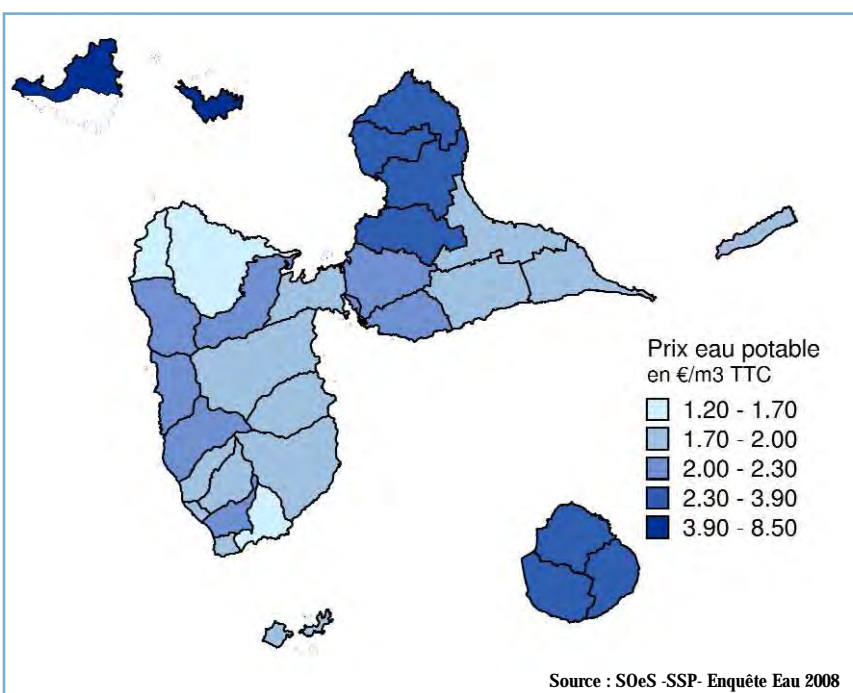 Prix eau potable
en €/m3 TTC
1.20 - 1.70
1.70 - 2.00
2.00 - 2.30
2.30 - 3.90
3.90 - 8.50
Source : SOeS -SSP- Enquête Eau 2008